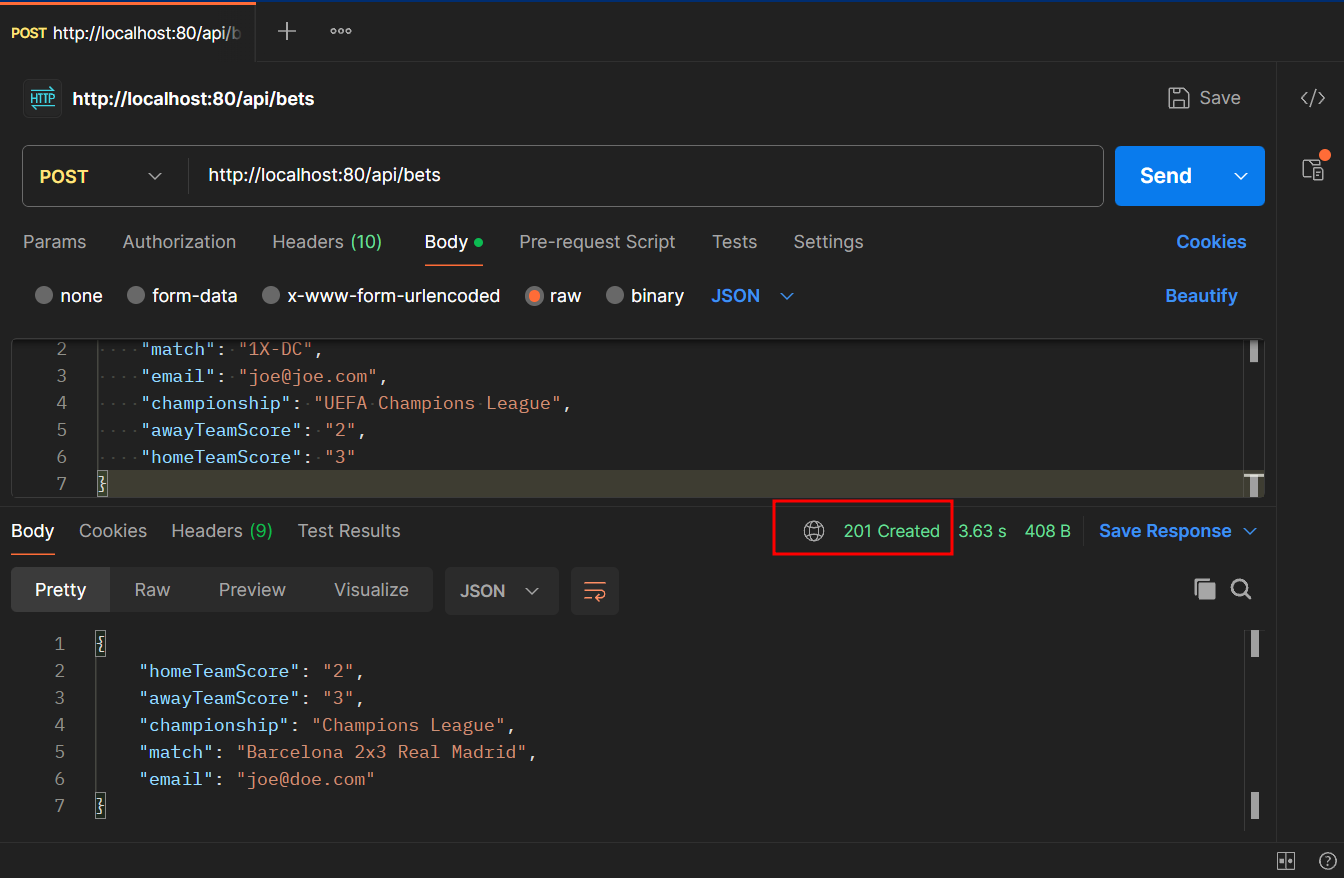 POST http://localhost:80/api/b
HTTP http://localhost:80/api/bets
Save
</>
POST
http://localhost:80/api/bets
Send
Params Authorization Headers (10) Body Pre-request Script Tests Settings Cookies
none form-data x-www-form-urlencoded raw binary JSON Beautify
2 "match": "1X-DC",
3 "email": "joe@joe.com",
4 "championship": "UEFA Champions League",
5 "awayTeamScore": "2",
6 "homeTeamScore": "3"
7 }
Body Cookies Headers (9) Test Results 201 Created 3.63 s 408 B Save Response
Pretty Raw Preview Visualize JSON
1 {
2 "homeTeamScore": "2",
3 "awayTeamScore": "3",
4 "championship": "Champions League",
5 "match": "Barcelona 2x3 Real Madrid",
6 "email": "joe@doe.com"
7 }